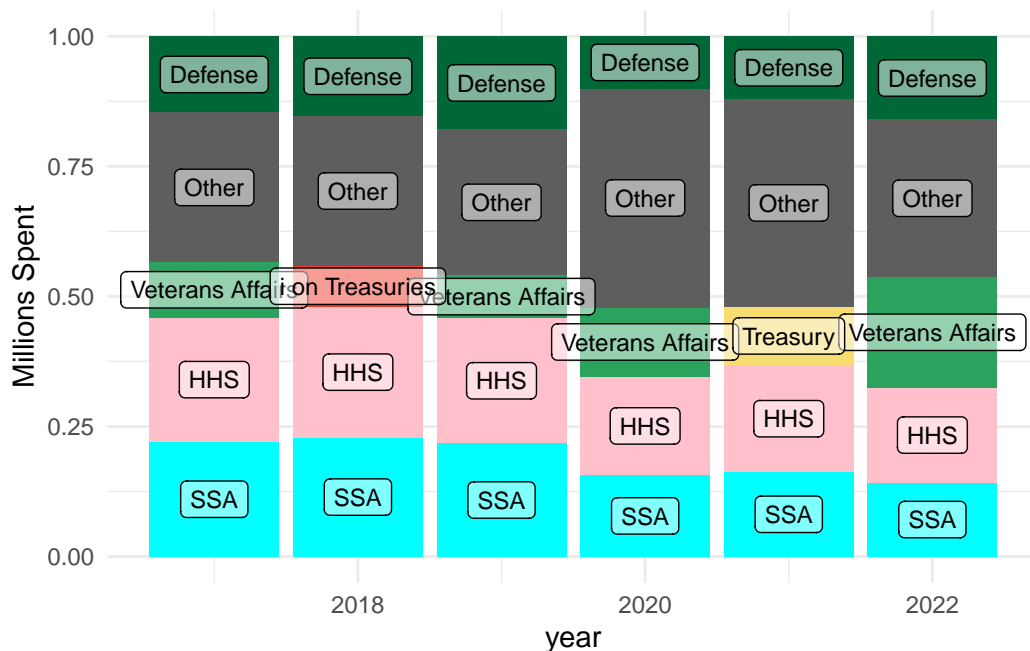 1.00
0.75
0.50
0.25
0.00
Millions Spent
Defense
Defense
Defense
Defense
Defense
Defense
Other
Other
Other
Other
Other
Other
Veterans Affairs
on Treasuries
Veterans Affairs
Veterans Affairs
Treasury
Veterans Affairs
HHS
HHS
HHS
HHS
HHS
HHS
SSA
SSA
SSA
SSA
SSA
SSA
2018
2020
2022
year